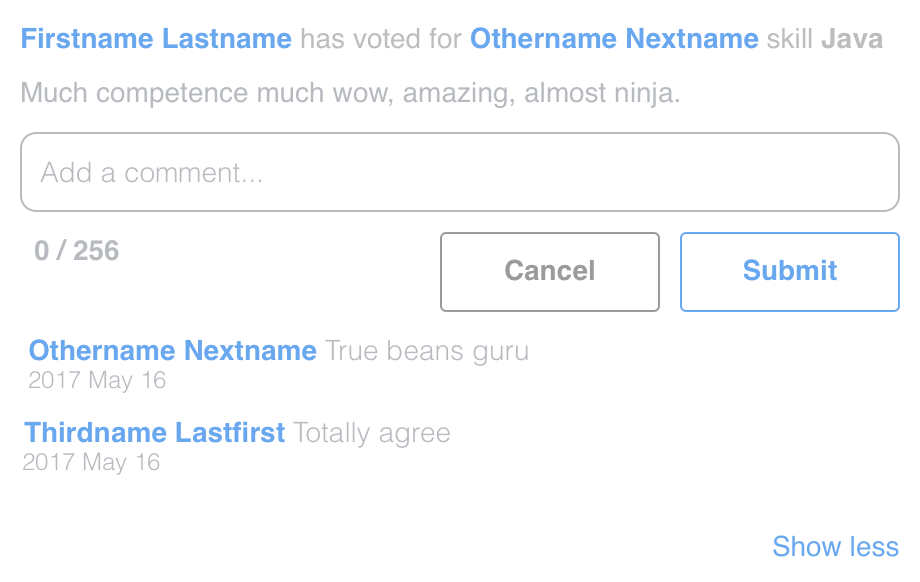 Firstname Lastname has voted for Othername Nextname skill Java
Much competence much wow, amazing, almost ninja.
Add a comment...
0 / 256
Cancel
Submit
Othername Nextname True beans guru
2017 May 16
Thirdname Lastfirst Totally agree
2017 May 16
Show less